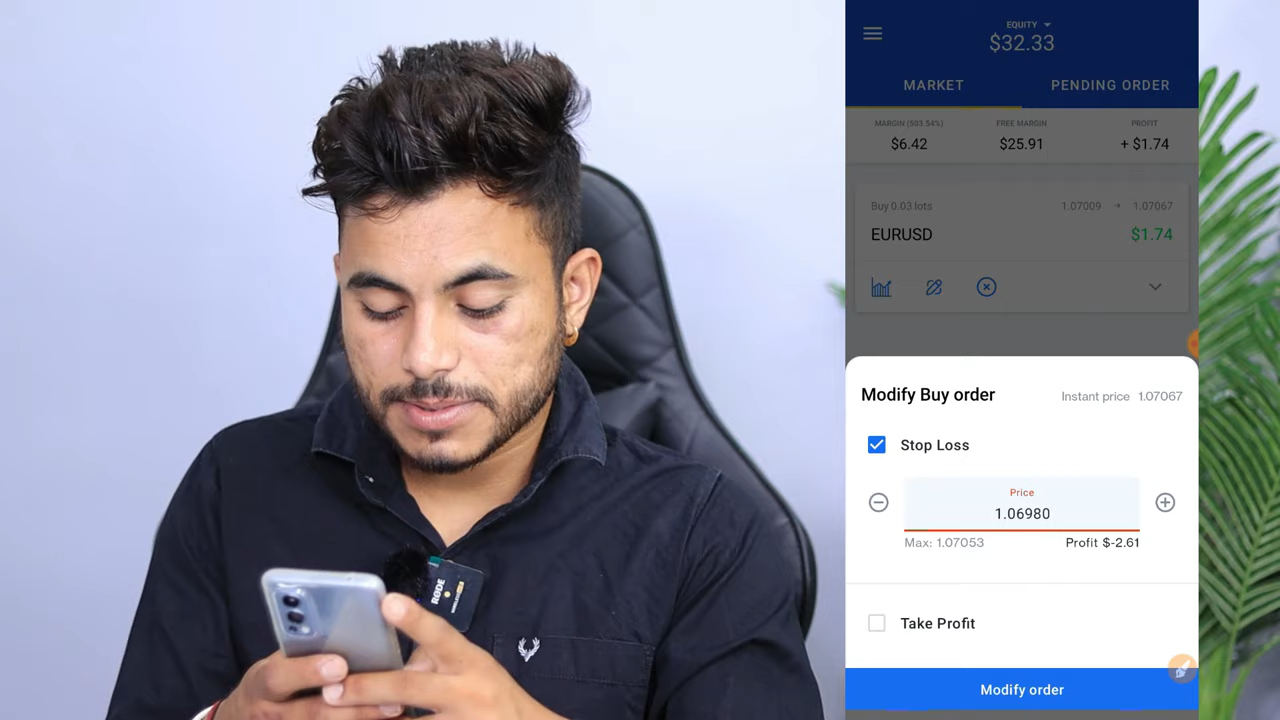 EQUITY
$32.33
MARKET PENDING ORDER
MARGIN (503.54%) FREE MARGIN PROFIT
$6.42 $25.91 + $1.74
Buy 0.03 lots 1.07009 → 1.07067
EURUSD $1.74
Modify Buy order Instant price 1.07067
Stop Loss
Price
1.06980
Max: 1.07053 Profit $-2.61
Take Profit
Modify order
RØDE